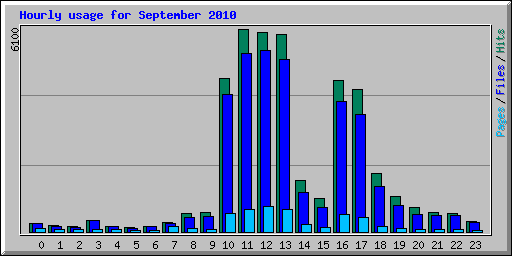 Hourly usage for September 2010
6100
Pages / Files / Hits
0 1 2 3 4 5 6 7 8 9 10 11 12 13 14 15 16 17 18 19 20 21 22 23